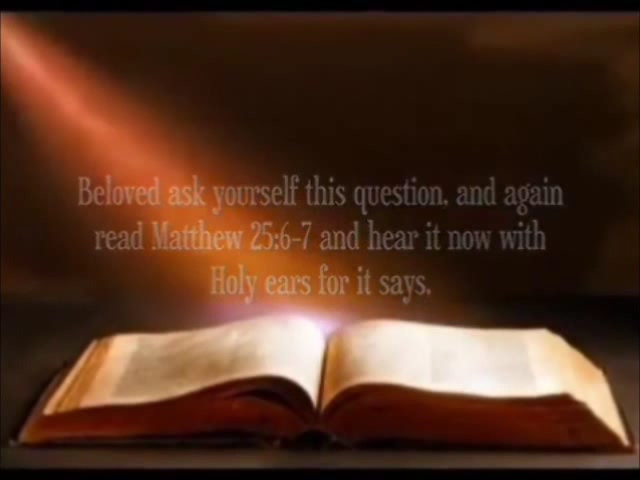 Beloved ask yourself this question, and again
read Matthew 25:6-7 and hear it now with
Holy ears for it says,